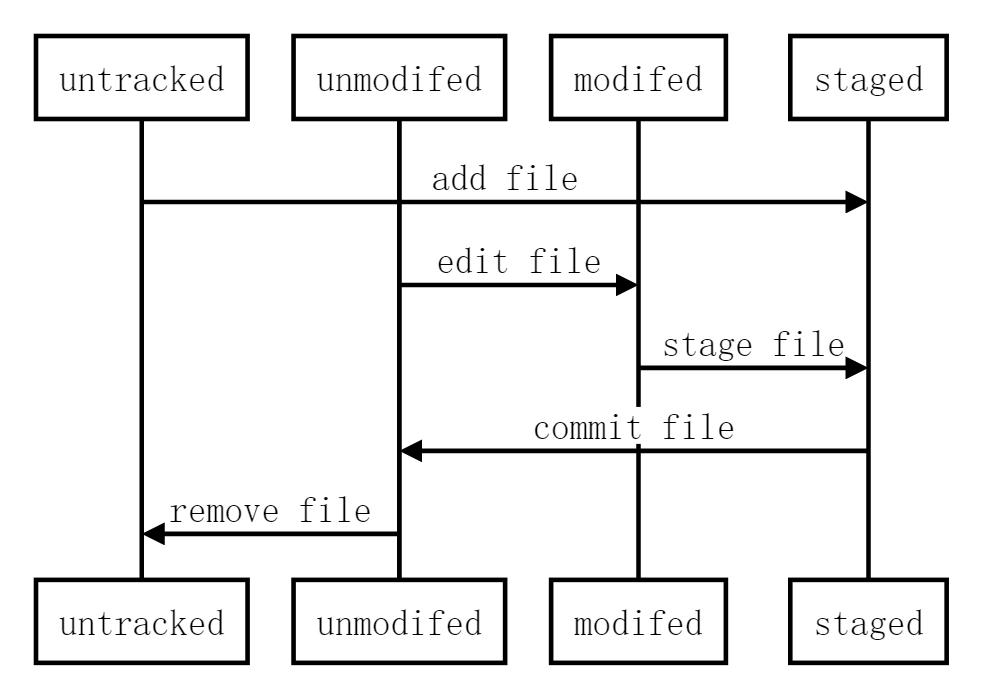 untracked unmodifed modifed staged
add file
edit file
stage file
commit file
remove file
untracked unmodifed modifed staged